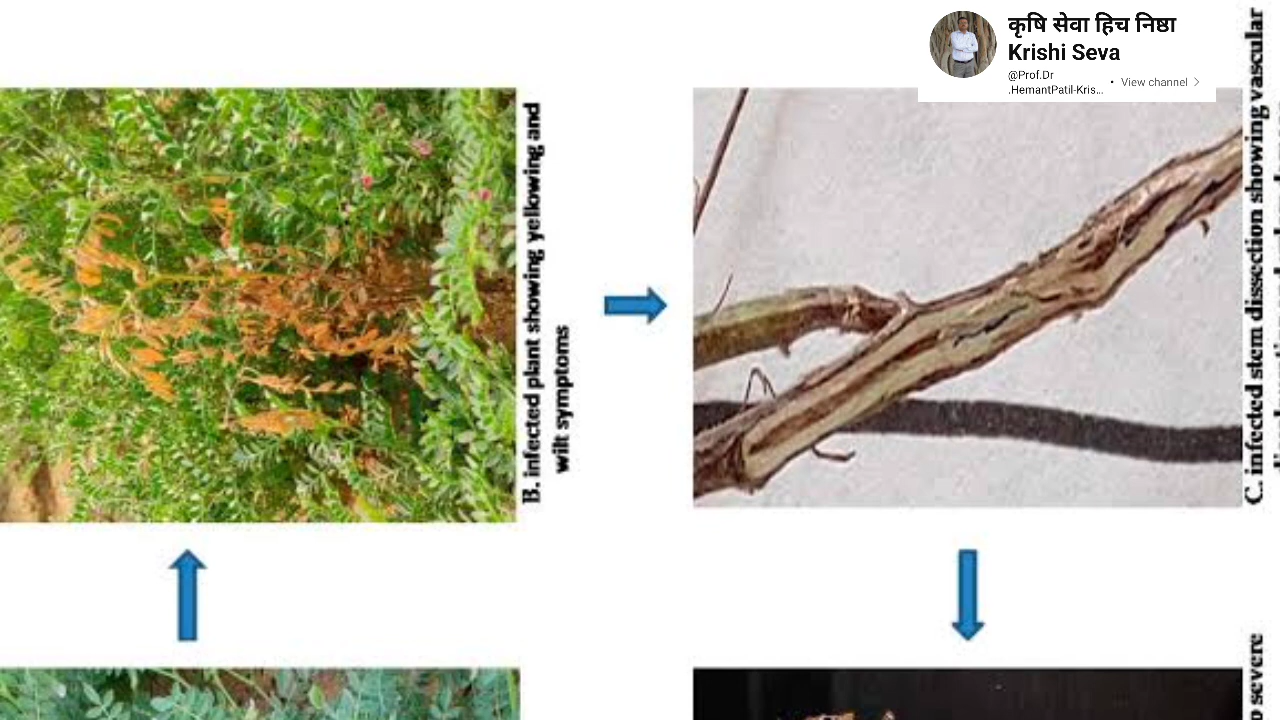 कृषि सेवा हिच निष्ठा
Krishi Seva
@Prof.Dr
.HemantPatil-Kris... • View channel >
B. infected plant showing yellowing and
wilt symptoms
C. infected stem dissection showing vascular
severe